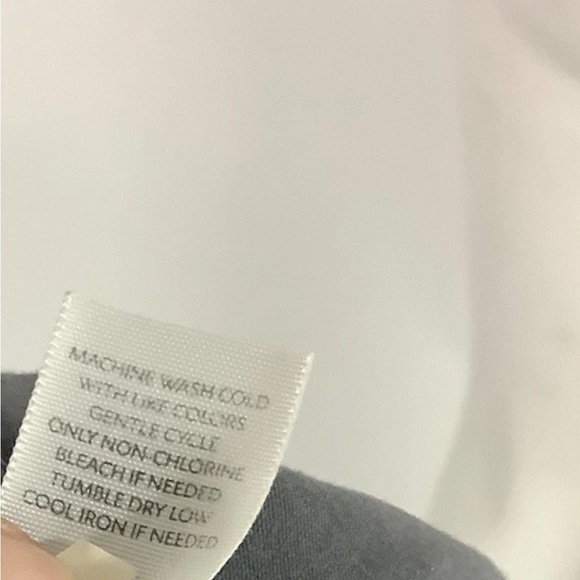 MACHINE WASH COLD
WITH LIKE COLORS
GENTLE CYCLE
ONLY NON-CHLORINE
BLEACH IF NEEDED
TUMBLE DRY LOW
COOL IRON IF NEEDED